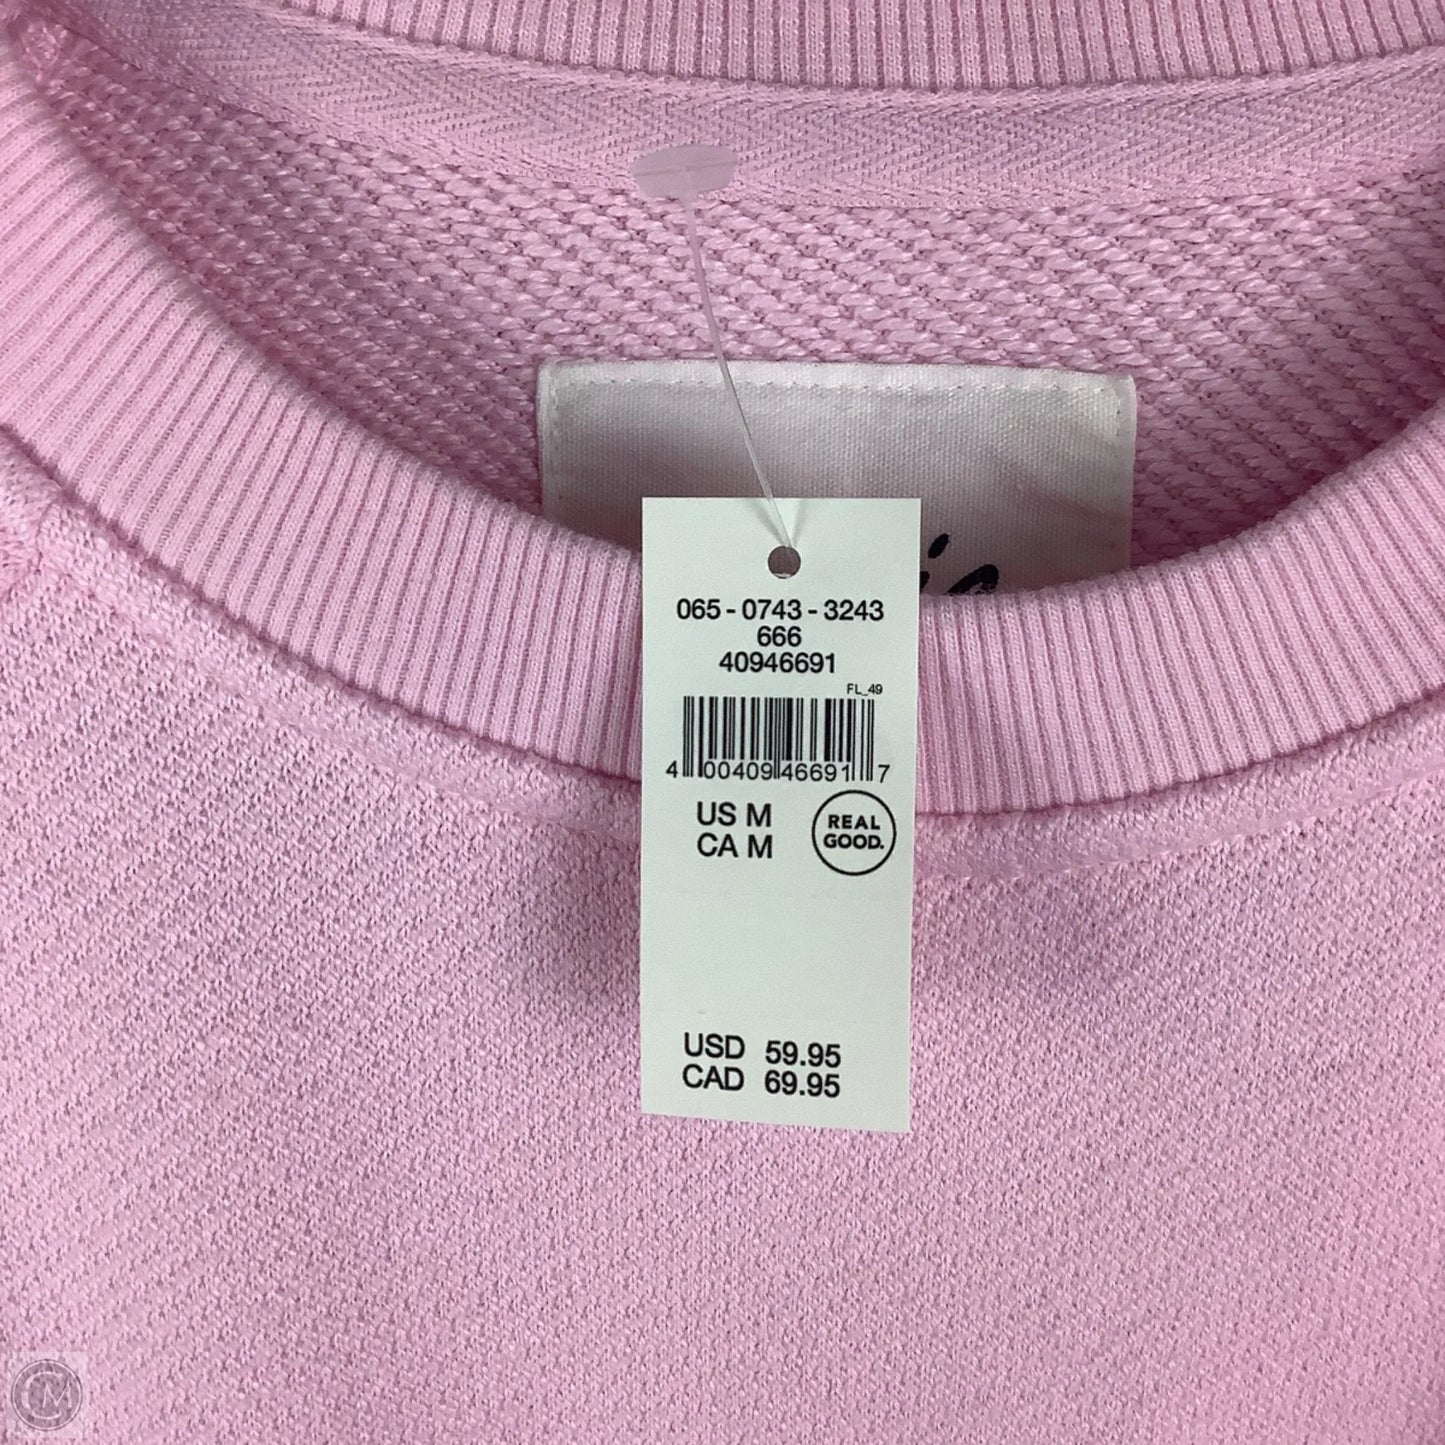 065 - 0743 - 3243
666
40946691
FL_49
4 00409 46691 7
US M
CA M
REAL
GOOD.
USD 59.95
CAD 69.95
CM